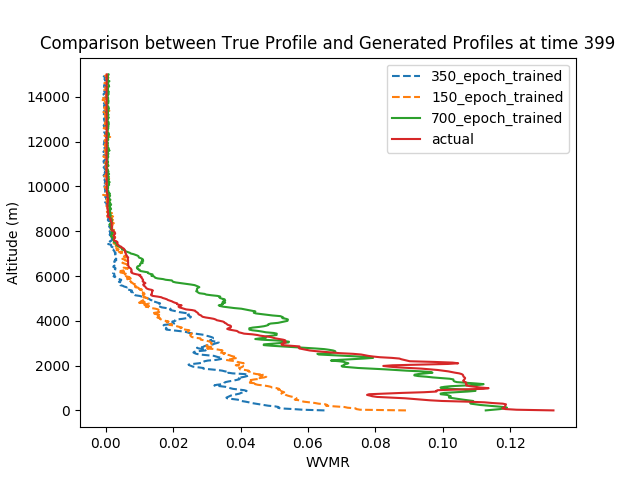 Comparison between True Profile and Generated Profiles at time 399
350_epoch_trained
150_epoch_trained
700_epoch_trained
actual
Altitude (m)
14000
12000
10000
8000
6000
4000
2000
0
0.00 0.02 0.04 0.06 0.08 0.10 0.12
WVMR